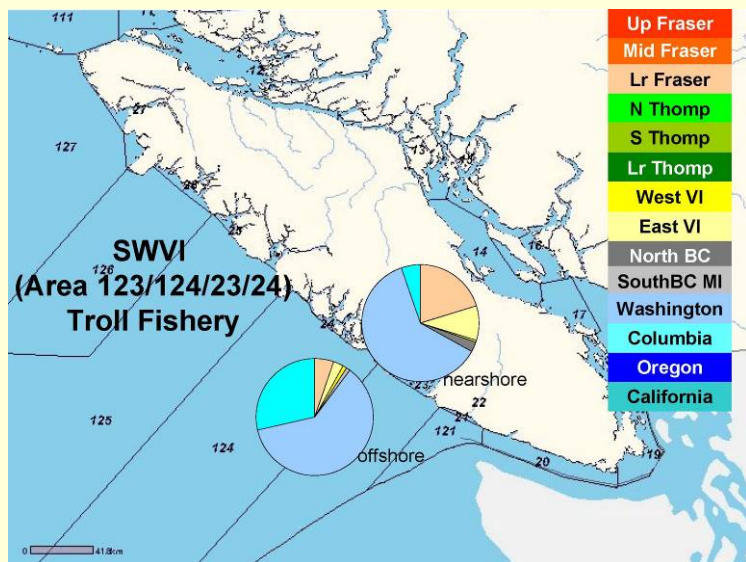 111
11
12
127
27
13
15
26
126
25
14
16
SWVI
(Area 123/124/23/24)
Troll Fishery
17
24
nearshore
23
22
125
124
offshore
21
121
20
19
0
41.8km
Up Fraser
Mid Fraser
Lr Fraser
N Thomp
S Thomp
Lr Thomp
West VI
East VI
North BC
SouthBC MI
Washington
Columbia
Oregon
California